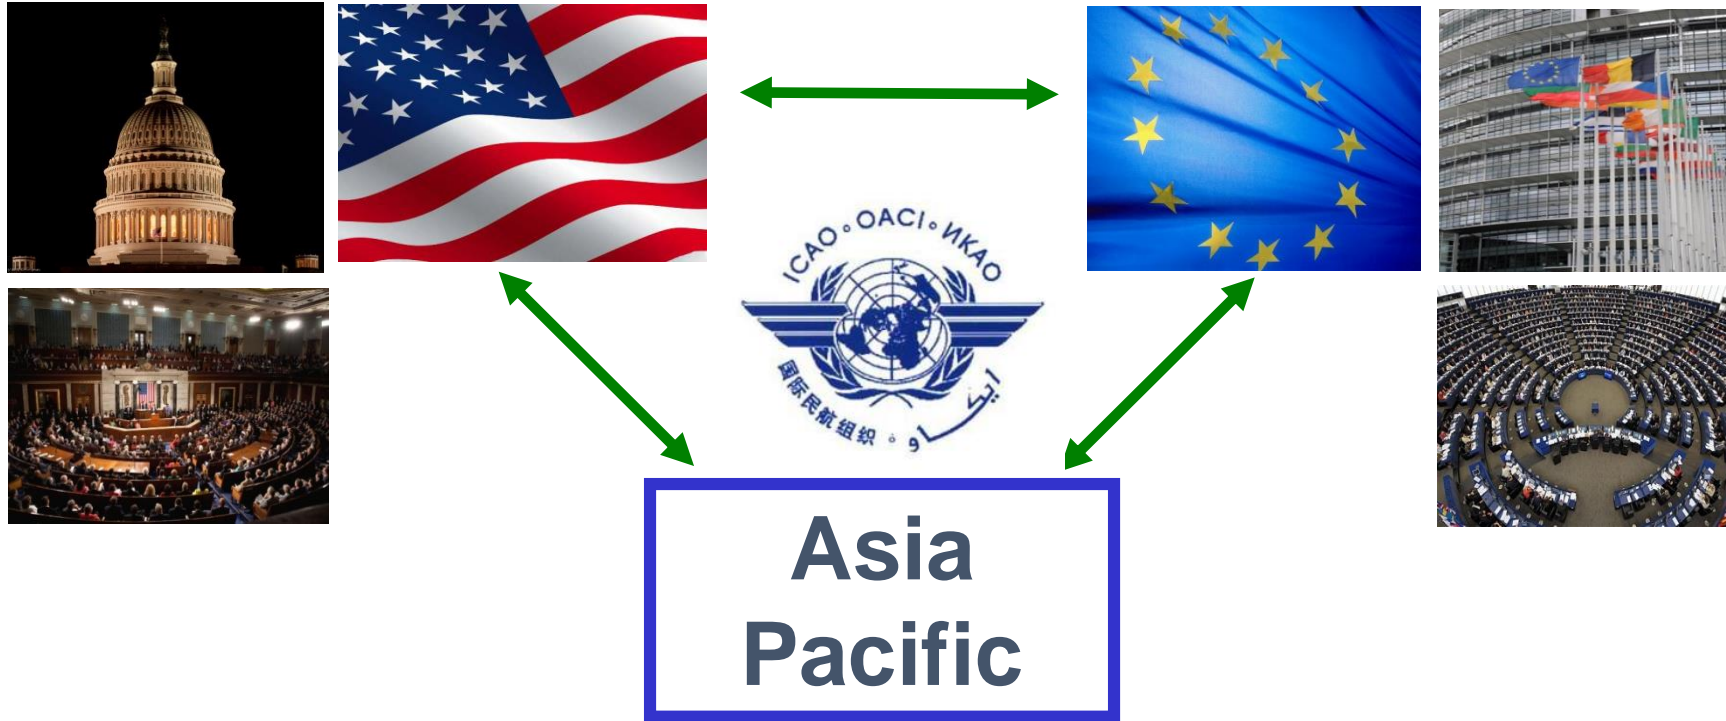 ICAO ◦ OACI ◦ ИКАО
国际民航组织 ◦ ايكاو
Asia
Pacific